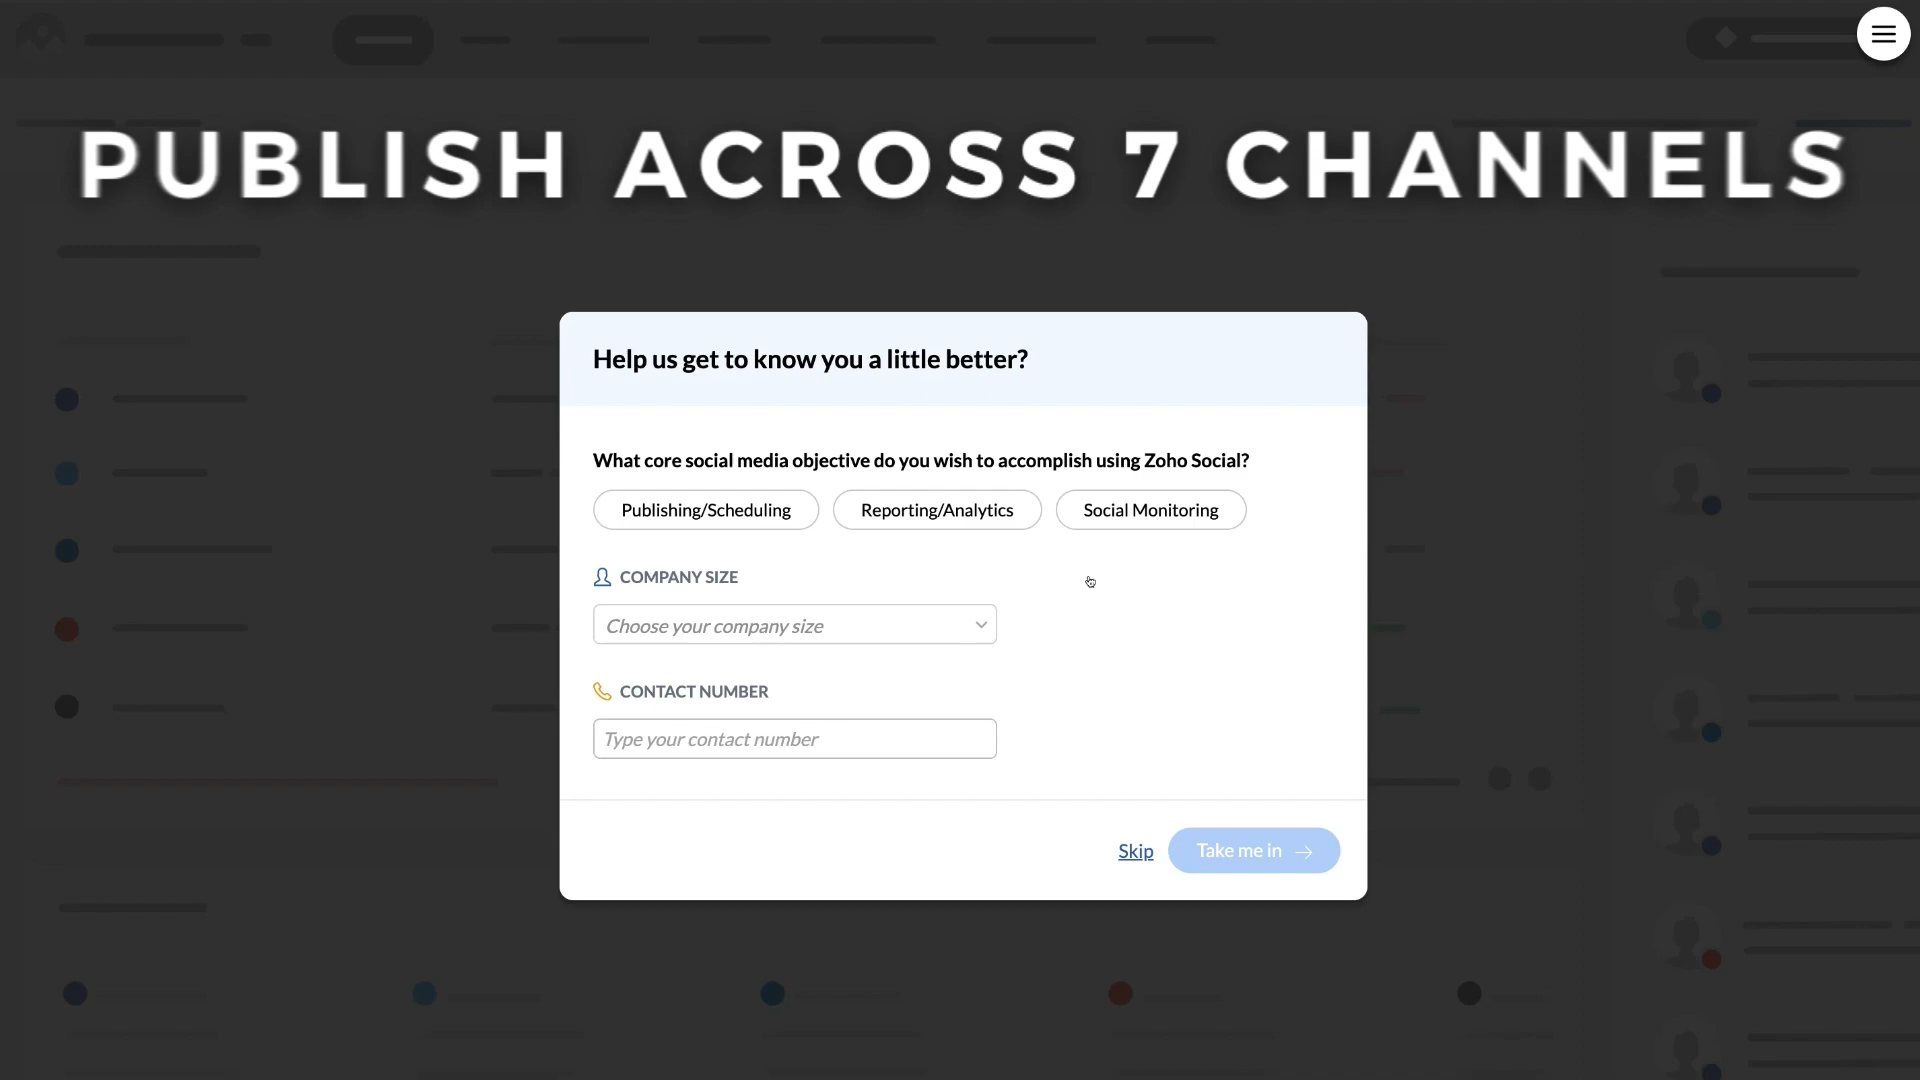 PUBLISH ACROSS 7 CHANNELS
Help us get to know you a little better?
What core social media objective do you wish to accomplish using Zoho Social?
Publishing/Scheduling
Reporting/Analytics
Social Monitoring
COMPANY SIZE
Choose your company size
CONTACT NUMBER
Type your contact number
Skip
Take me in